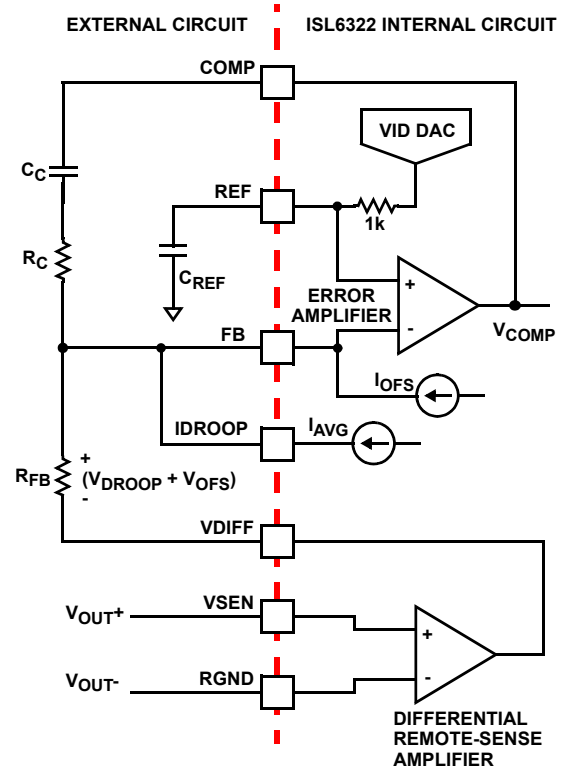 EXTERNAL CIRCUIT
ISL6322 INTERNAL CIRCUIT
COMP
VID DAC
CC
REF
1k
RC
CREF
ERROR
AMPLIFIER
+
-
VCOMP
FB
IOFS
IDROOP
IAVG
RFB
+
(VDROOP + VOFS)
-
VDIFF
VOUT+
VSEN
+
VOUT-
RGND
-
DIFFERENTIAL
REMOTE-SENSE
AMPLIFIER